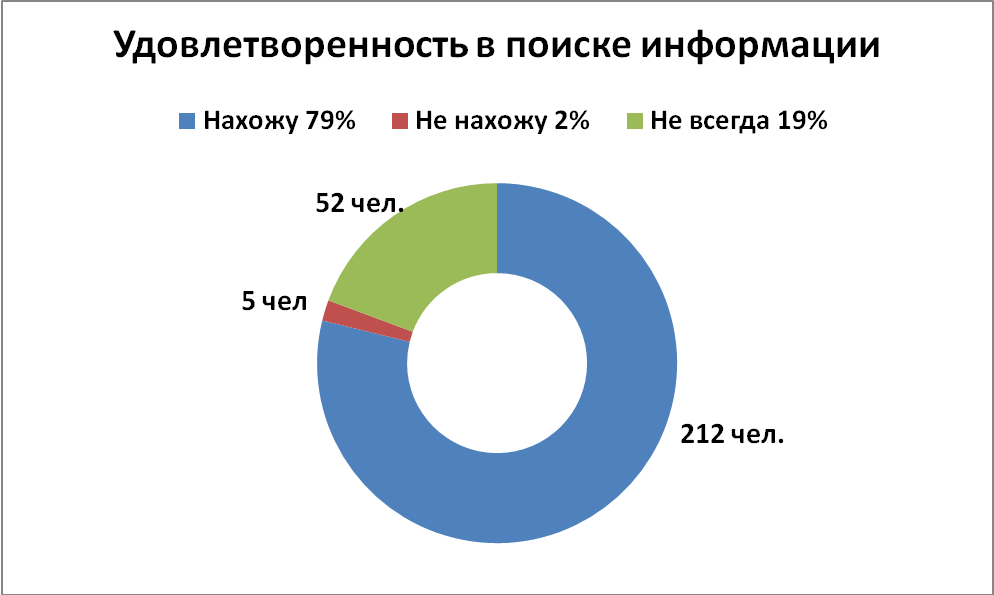 Удовлетворенность в поиске информации
Нахожу 79% Не нахожу 2% Не всегда 19%
52 чел.
5 чел
212 чел.